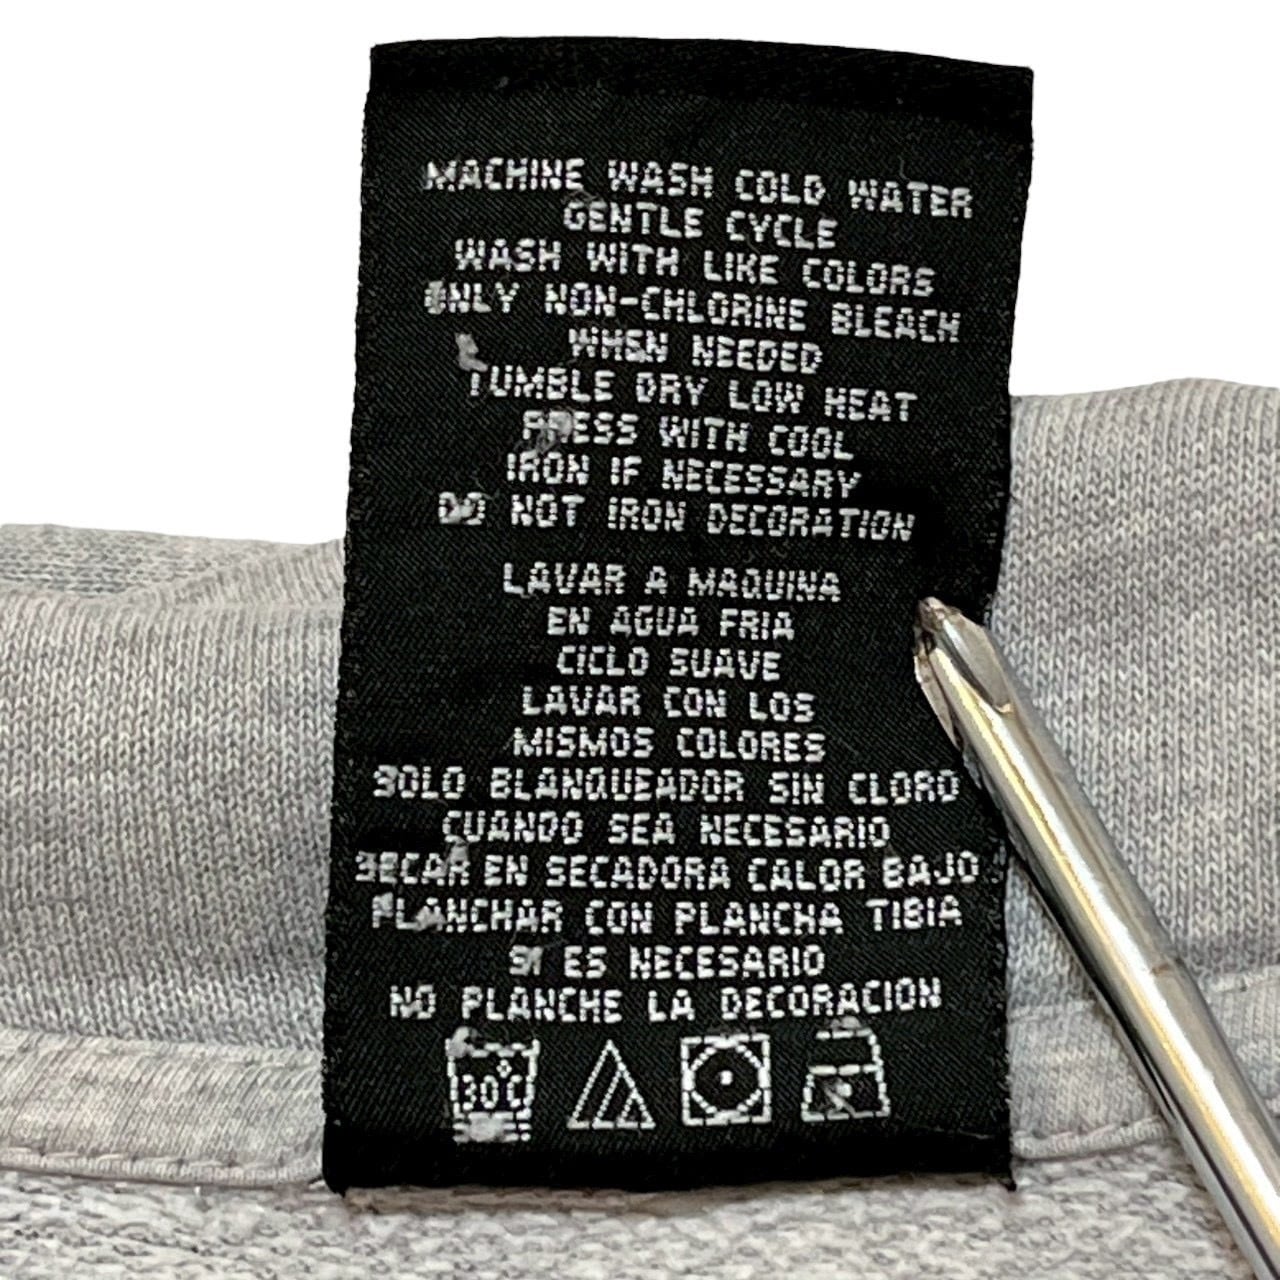 MACHINE WASH COLD WATER
GENTLE CYCLE
WASH WITH LIKE COLORS
ONLY NON-CHLORINE BLEACH
WHEN NEEDED
TUMBLE DRY LOW HEAT
PRESS WITH COOL
IRON IF NECESSARY
DO NOT IRON DECORATION
LAVAR A MAQUINA
EN AGUA FRIA
CICLO SUAVE
LAVAR CON LOS
MISMOS COLORES
SOLO BLANQUEADOR SIN CLORO
CUANDO SEA NECESARIO
SECAR EN SECADORA CALOR BAJO
PLANCHAR CON PLANCHA TIBIA
SI ES NECESARIO
NO PLANCHE LA DECORACION
30°C